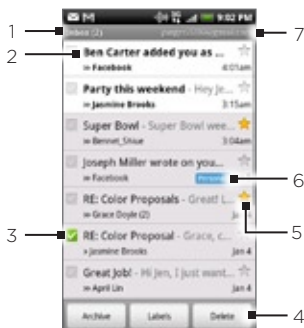 9:02 PM
1
Inbox (2)
7
2
Ben Carter added you as ...
» Facebook
4:01am
Party this weekend - Hey Je...
» Jasmine Brooks
3:15am
Super Bowl - Super Bowl wee...
» Bennet_Shive
3:04am
Joseph Miller wrote on you...
» Facebook
6
RE: Color Proposals - Great! L
» Grace Doyle (2)
5
3
RE: Color Proposal - Grace, c...
» Jasmine Brooks
Jan 4
Great Job! - Hi Jen, I just want...
» April Lin
Jan 4
Archive
Labels
Delete
4